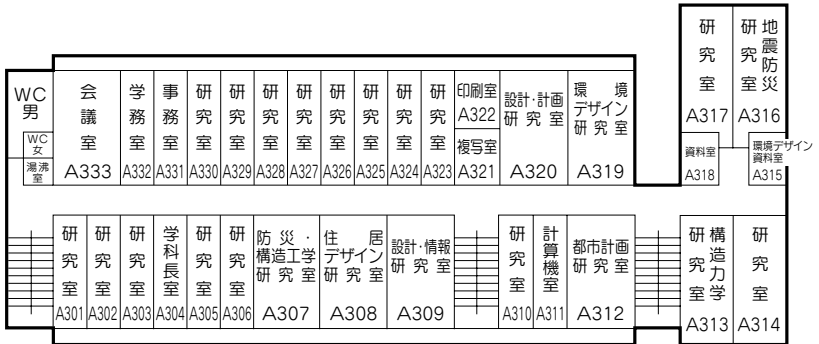 WC
男
WC
女
湯沸
室
会議室
A333
学務室
A332
事務室
A331
研究室
A330
研究室
A329
研究室
A328
研究室
A327
研究室
A326
研究室
A325
研究室
A324
研究室
A323
印刷室
A322
複写室
A321
設計・計画
研究室
A320
環境
デザイン
研究室
A319
研究室
A317
地震防災
研究室
A316
資料室
A318
環境デザイン
資料室
A315
研究室
A301
研究室
A302
研究室
A303
学科長室
A304
研究室
A305
研究室
A306
防災・
構造工学
研究室
A307
住居
デザイン
研究室
A308
設計・情報
研究室
A309
研究室
A310
計算機室
A311
都市計画
研究室
A312
構造力学
研究室
A313
研究室
A314